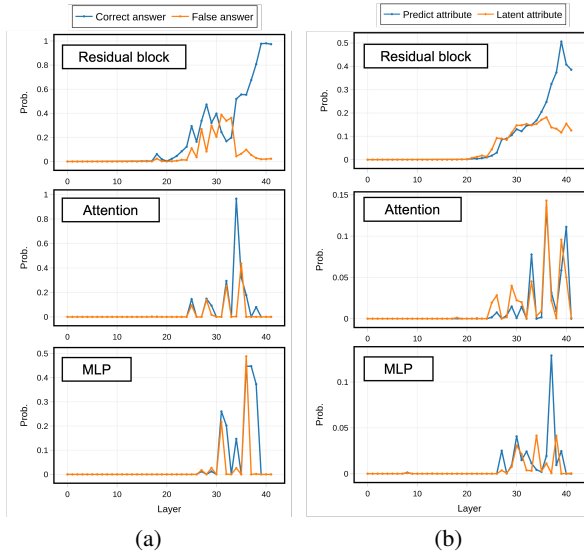 Correct answer False answer
Residual block
Prob.
1
0.8
0.6
0.4
0.2
0
0 10 20 30 40
Attention
Prob.
1
0.8
0.6
0.4
0.2
0
0 10 20 30 40
MLP
Prob.
0.5
0.4
0.3
0.2
0.1
0
0 10 20 30 40
Layer
(a)
Predict attribute Latent attribute
Residual block
Prob.
0.5
0.4
0.3
0.2
0.1
0
0 10 20 30 40
Attention
Prob.
0.15
0.1
0.05
0
0 10 20 30 40
MLP
Prob.
0.1
0.05
0
0 10 20 30 40
Layer
(b)